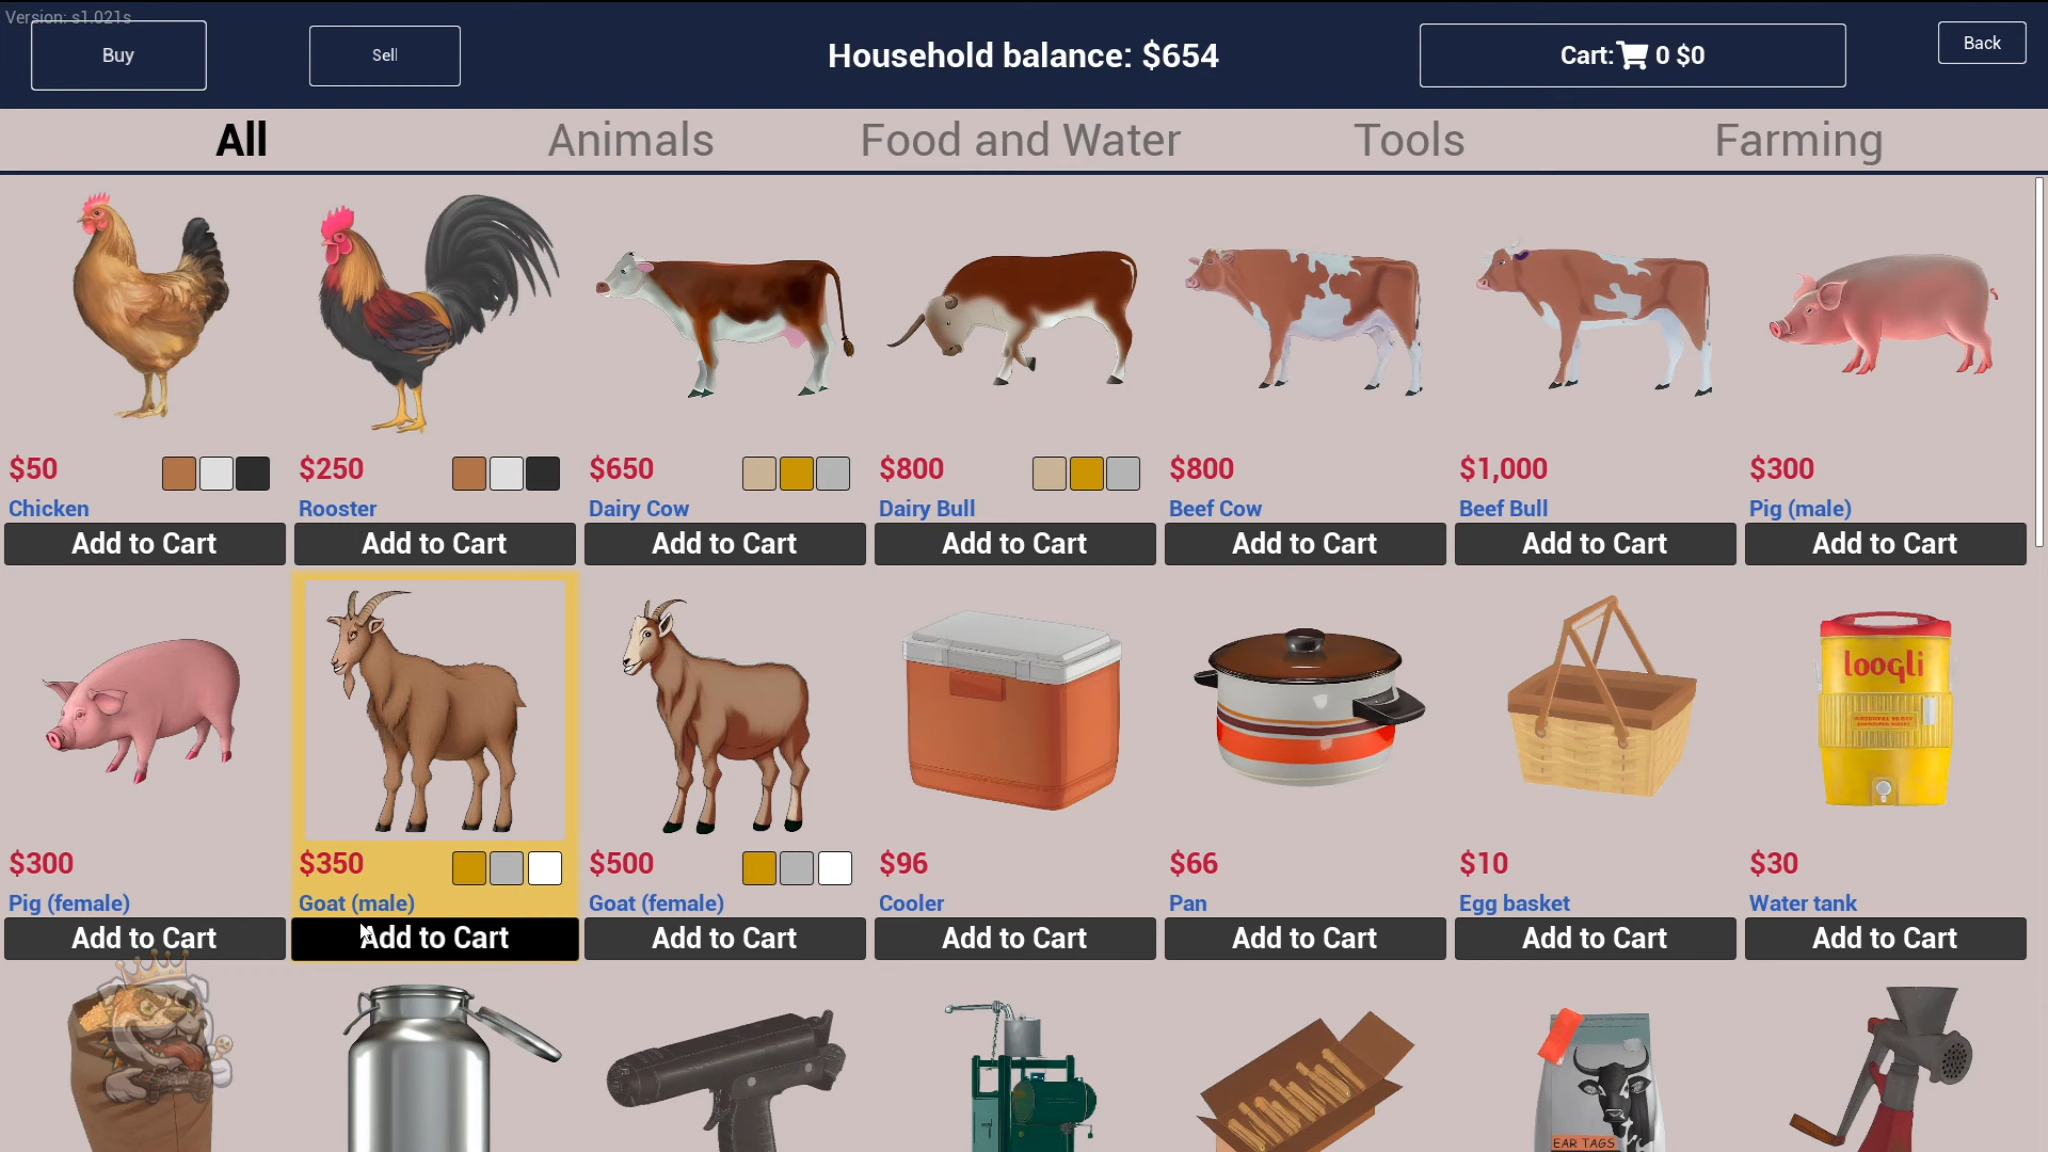 Version: s1.021s
Buy
Sell
Household balance: $654
Cart: 0 $0
Back
All
Animals
Food and Water
Tools
Farming
$50
Chicken
Add to Cart
$250
Rooster
Add to Cart
$650
Dairy Cow
Add to Cart
$800
Dairy Bull
Add to Cart
$800
Beef Cow
Add to Cart
$1,000
Beef Bull
Add to Cart
$300
Pig (male)
Add to Cart
$300
Pig (female)
Add to Cart
$350
Goat (male)
Add to Cart
$500
Goat (female)
Add to Cart
$96
Cooler
Add to Cart
$66
Pan
Add to Cart
$10
Egg basket
Add to Cart
loogli
$30
Water tank
Add to Cart
EAR TAGS